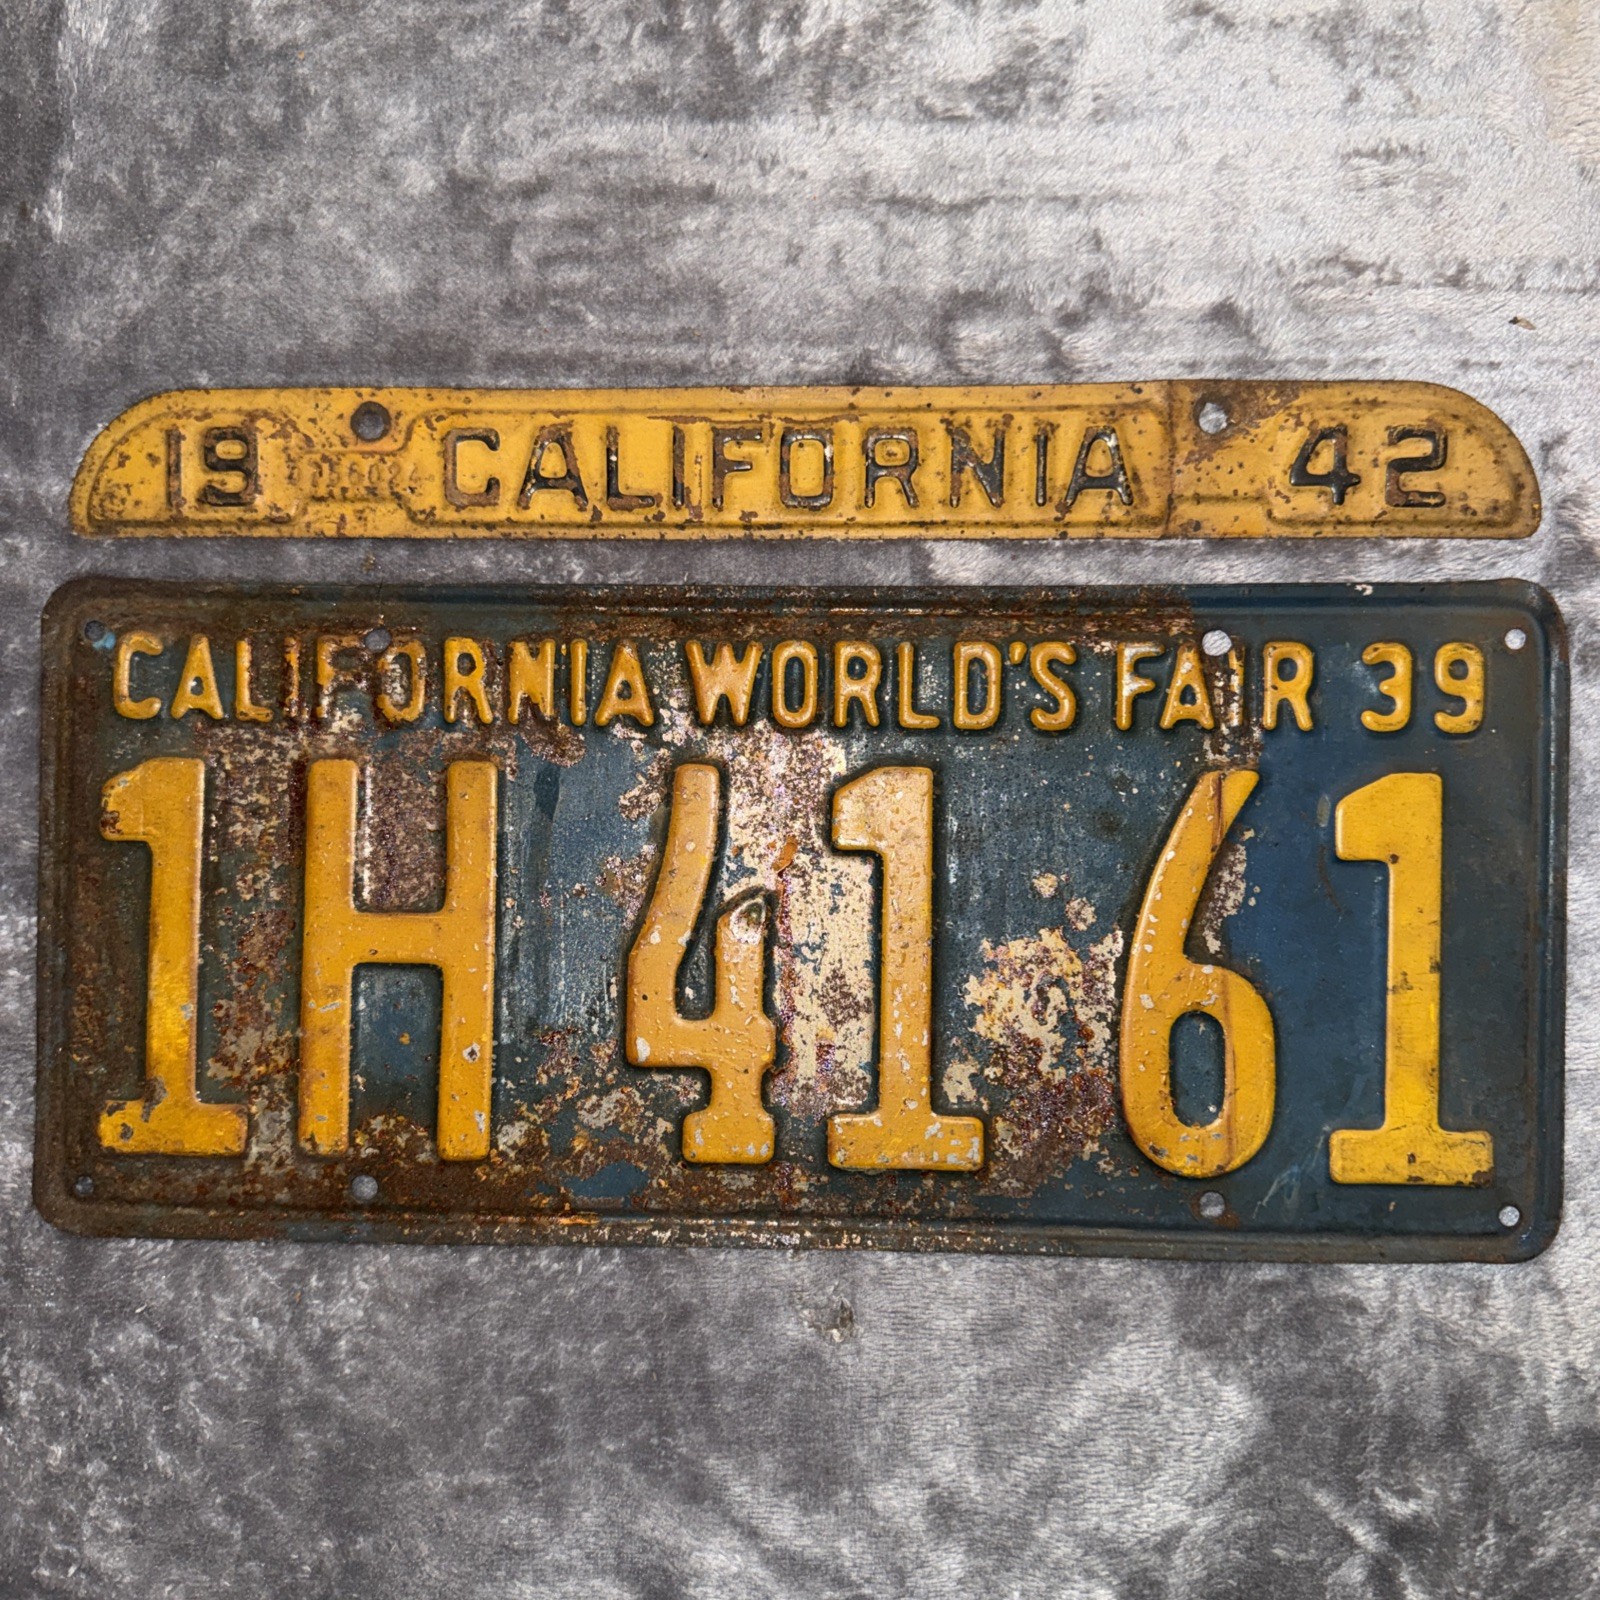 19 CALIFORNIA 42
CALIFORNIA WORLD'S FAIR 39
1H 41 61